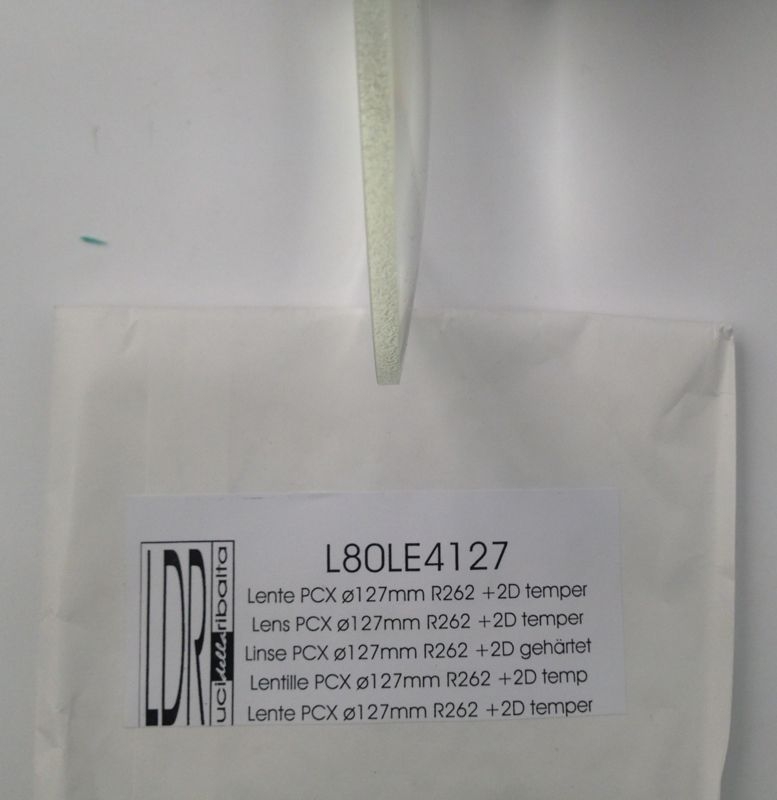 L80LE4127
Lente PCX ø127mm R262 +2D temper
Lens PCX ø127mm R262 +2D temper
Linse PCX ø127mm R262 +2D gehärtet
Lentille PCX ø127mm R262 +2D temp
Lente PCX ø127mm R262 +2D temper
LDR
uci della ribalta